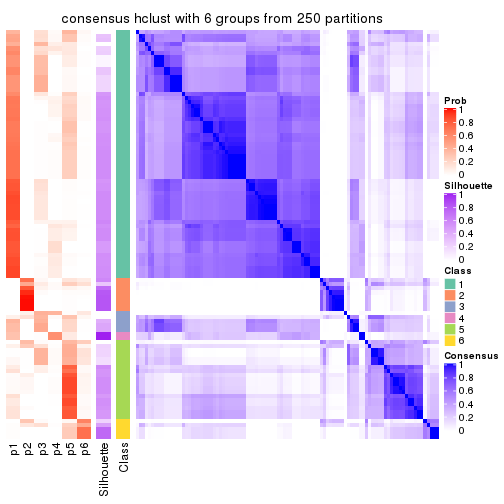 consensus hclust with 6 groups from 250 partitions
Prob
1
0.8
0.6
0.4
0.2
0
Silhouette
1
0.8
0.6
0.4
0.2
0
Class
1
2
3
4
5
6
Consensus
1
0.8
0.6
0.4
0.2
0
p1
p2
p3
p4
p5
p6
Silhouette
Class